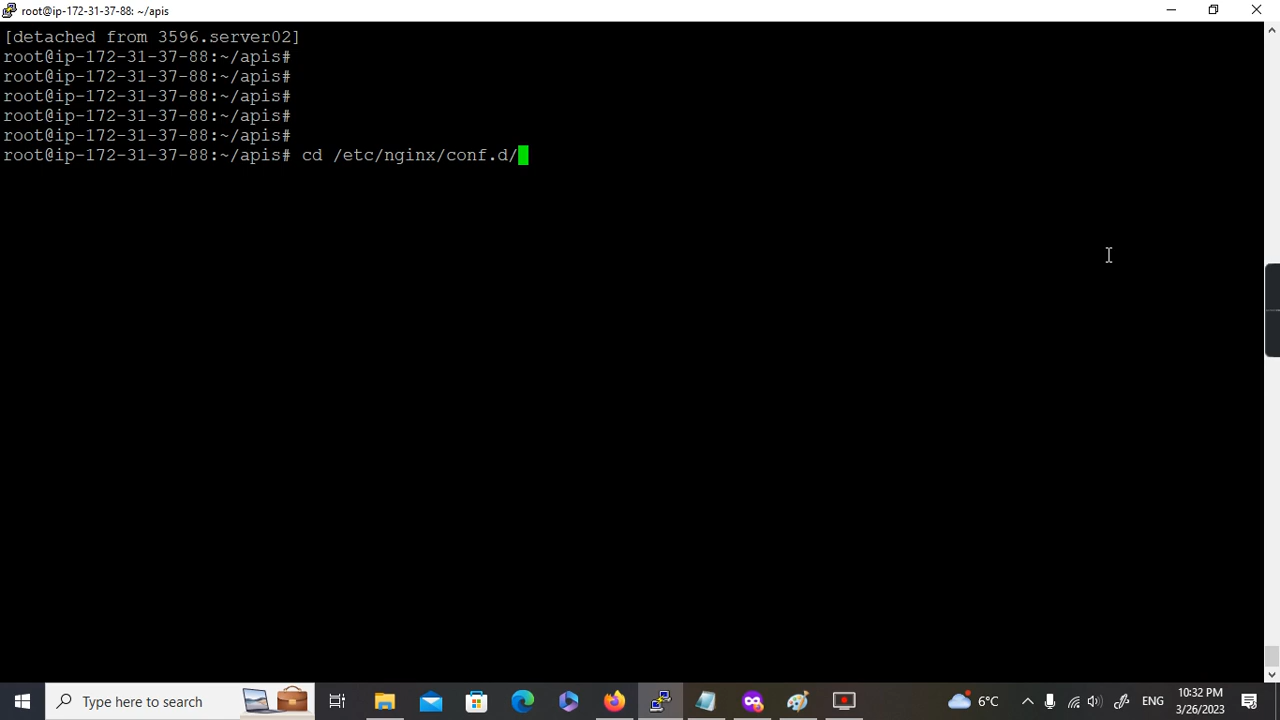 root@ip-172-31-37-88: ~/apis
[detached from 3596.server02]
root@ip-172-31-37-88:~/apis#
root@ip-172-31-37-88:~/apis#
root@ip-172-31-37-88:~/apis#
root@ip-172-31-37-88:~/apis#
root@ip-172-31-37-88:~/apis#
root@ip-172-31-37-88:~/apis# cd /etc/nginx/conf.d/
Type here to search
6°C
ENG
10:32 PM
3/26/2023